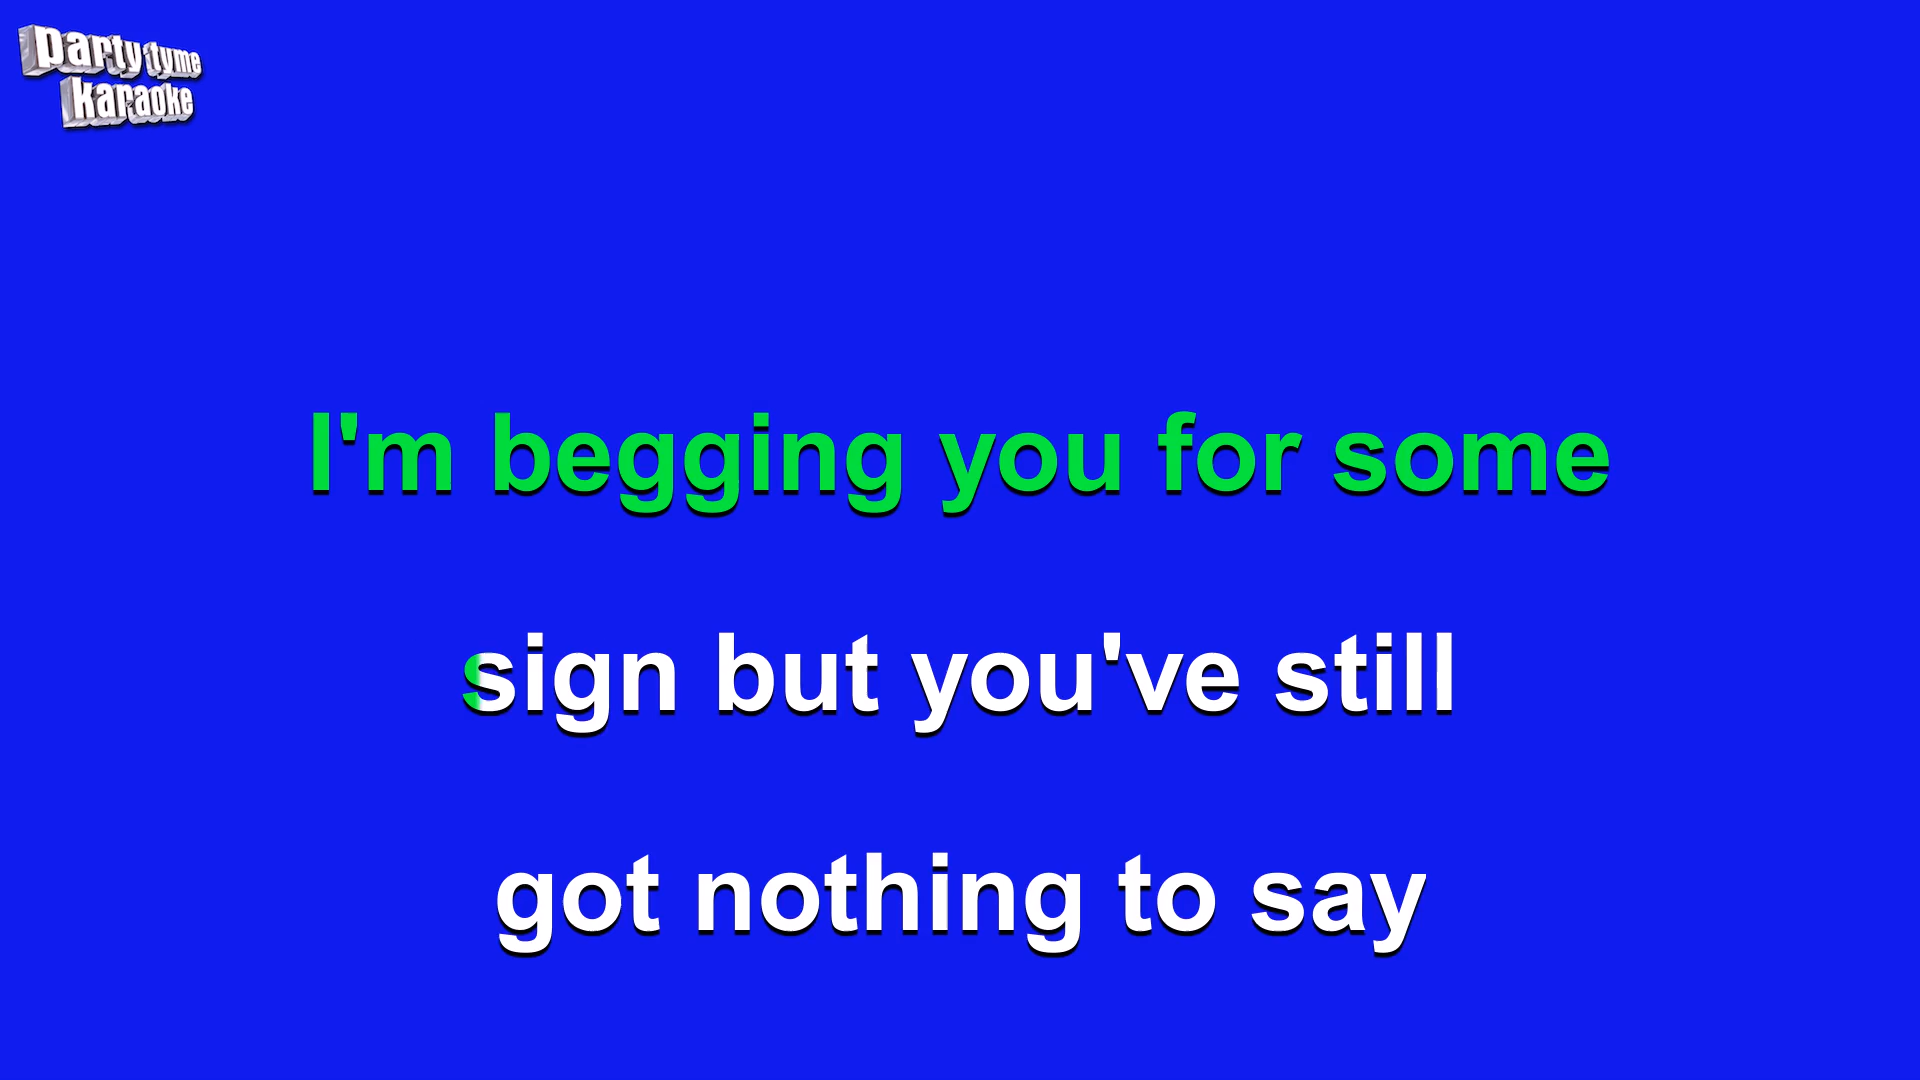 party tyme
karaoke
I'm begging you for some
sign but you've still
got nothing to say